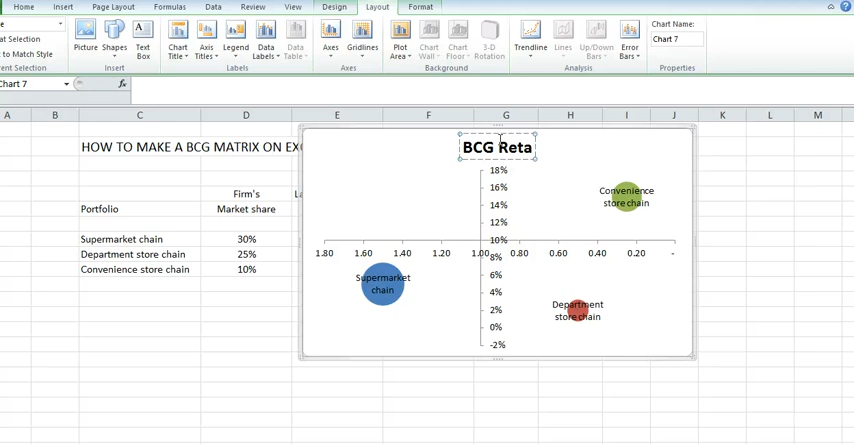 Home Insert Page Layout Formulas Data Review View Design Layout Format
Chart Name:
Chart 7
Picture Shapes Text Box
Chart Title Axis Titles Legend Data Labels Data Table
Axes Gridlines
Plot Area Chart Wall Chart Floor 3-D Rotation
Trendline Lines Up/Down Bars Error Bars
to Match Style
Insert Labels Axes Background Analysis Properties
Chart 7 fx
A B C D E F G H I J K L M
HOW TO MAKE A BCG MATRIX ON EXC
BCG Reta
Firm's
Portfolio Market share
Supermarket chain 30%
Department store chain 25%
Convenience store chain 10%
18%
16%
14%
12%
10%
8%
6%
4%
2%
0%
-2%
1.80 1.60 1.40 1.20 1.00 0.80 0.60 0.40 0.20 -
Convenience
store chain
Supermarket
chain
Department
store chain